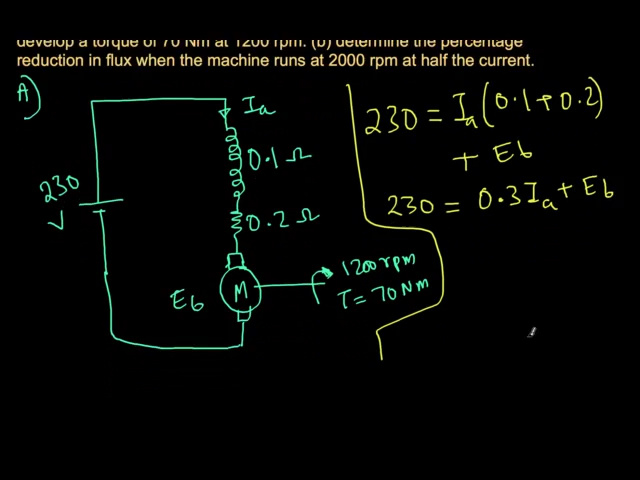 develop a torque of 70 Nm at 1200 rpm. (b) determine the percentage
reduction in flux when the machine runs at 2000 rpm at half the current.
A)
Ia
0.1 Ω
230
V
0.2 Ω
Eb
M
1200 rpm
T = 70 Nm
230 = Ia (0.1 + 0.2)
+ Eb
230 = 0.3 Ia + Eb